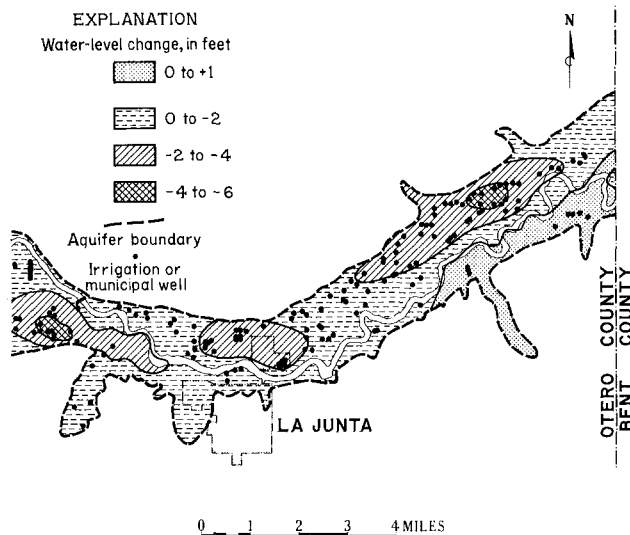 EXPLANATION
Water-level change, in feet
0 to +1
0 to -2
-2 to -4
-4 to -6
Aquifer boundary
Irrigation or
municipal well
N
LA JUNTA
OTERO COUNTY
BENT COUNTY
0 1 2 3 4 MILES